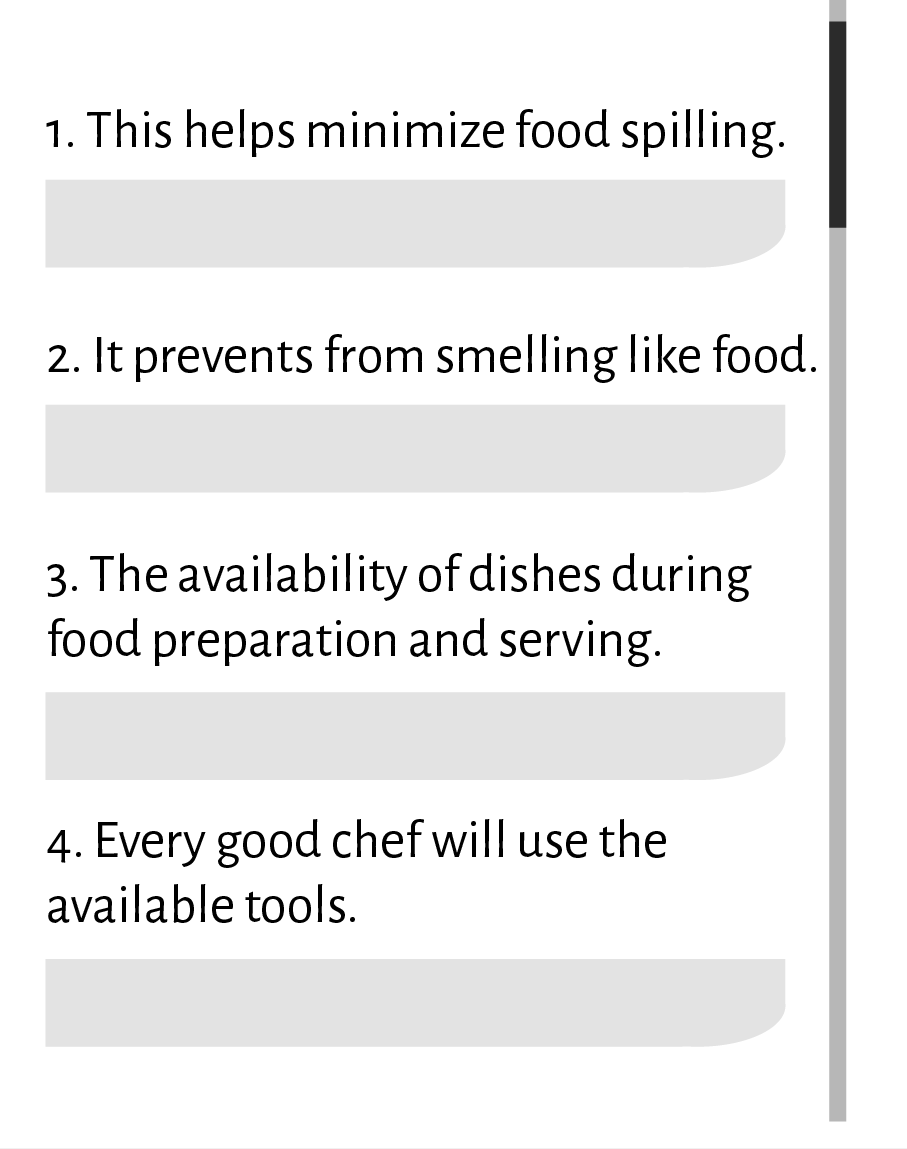 1. This helps minimize food spilling.
2. It prevents from smelling like food.
3. The availability of dishes during
food preparation and serving.
4. Every good chef will use the
available tools.